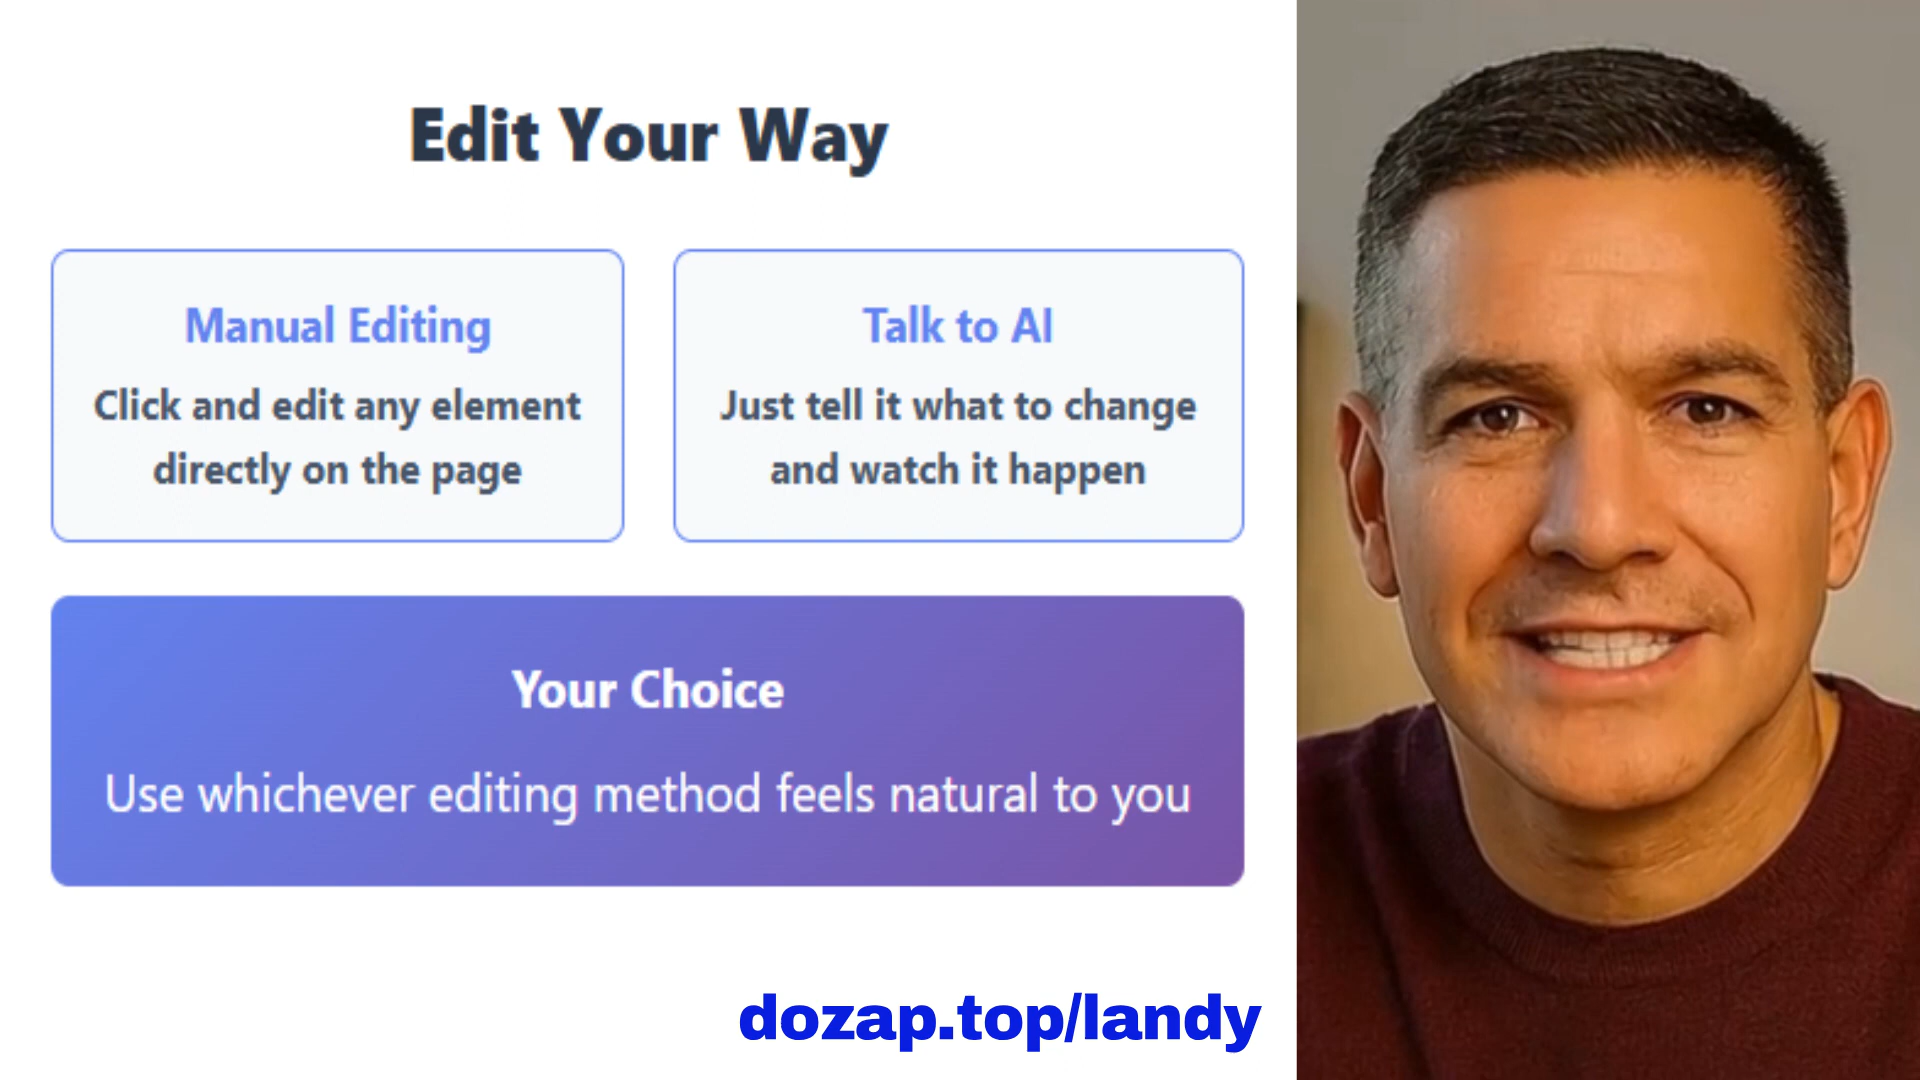 Edit Your Way
Manual Editing
Click and edit any element
directly on the page
Talk to AI
Just tell it what to change
and watch it happen
Your Choice
Use whichever editing method feels natural to you
dozap.top/landy